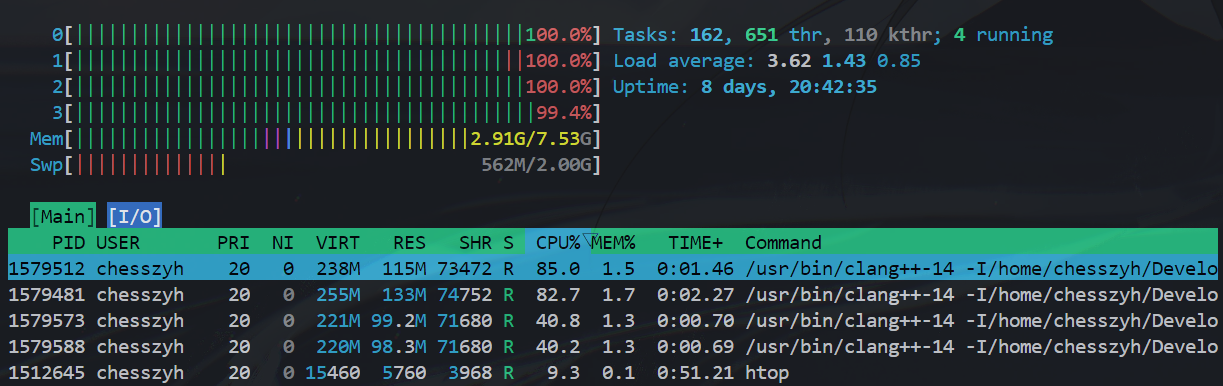 0[100.0%] Tasks: 162, 651 thr, 110 kthr; 4 running
1[100.0%] Load average: 3.62 1.43 0.85
2[100.0%] Uptime: 8 days, 20:42:35
3[99.4%]
Mem[2.91G/7.53G]
Swp[562M/2.00G]
[Main] [I/O]
PID USER PRI NI VIRT RES SHR S CPU%▽MEM% TIME+ Command
1579512 chesszyh 20 0 238M 115M 73472 R 85.0 1.5 0:01.46 /usr/bin/clang++-14 -I/home/chesszyh/Develo
1579481 chesszyh 20 0 255M 133M 74752 R 82.7 1.7 0:02.27 /usr/bin/clang++-14 -I/home/chesszyh/Develo
1579573 chesszyh 20 0 221M 99.2M 71680 R 40.8 1.3 0:00.70 /usr/bin/clang++-14 -I/home/chesszyh/Develo
1579588 chesszyh 20 0 220M 98.3M 71680 R 40.2 1.3 0:00.69 /usr/bin/clang++-14 -I/home/chesszyh/Develo
1512645 chesszyh 20 0 15460 5760 3968 R 9.3 0.1 0:51.21 htop